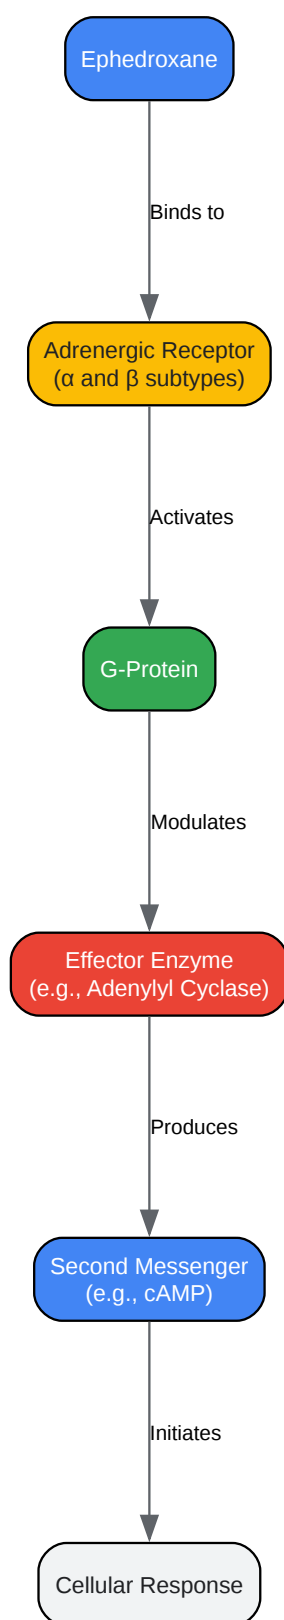 Ephedroxane
Binds to
Adrenergic Receptor
(α and β subtypes)
Activates
G-Protein
Modulates
Effector Enzyme
(e.g., Adenylyl Cyclase)
Produces
Second Messenger
(e.g., cAMP)
Initiates
Cellular Response